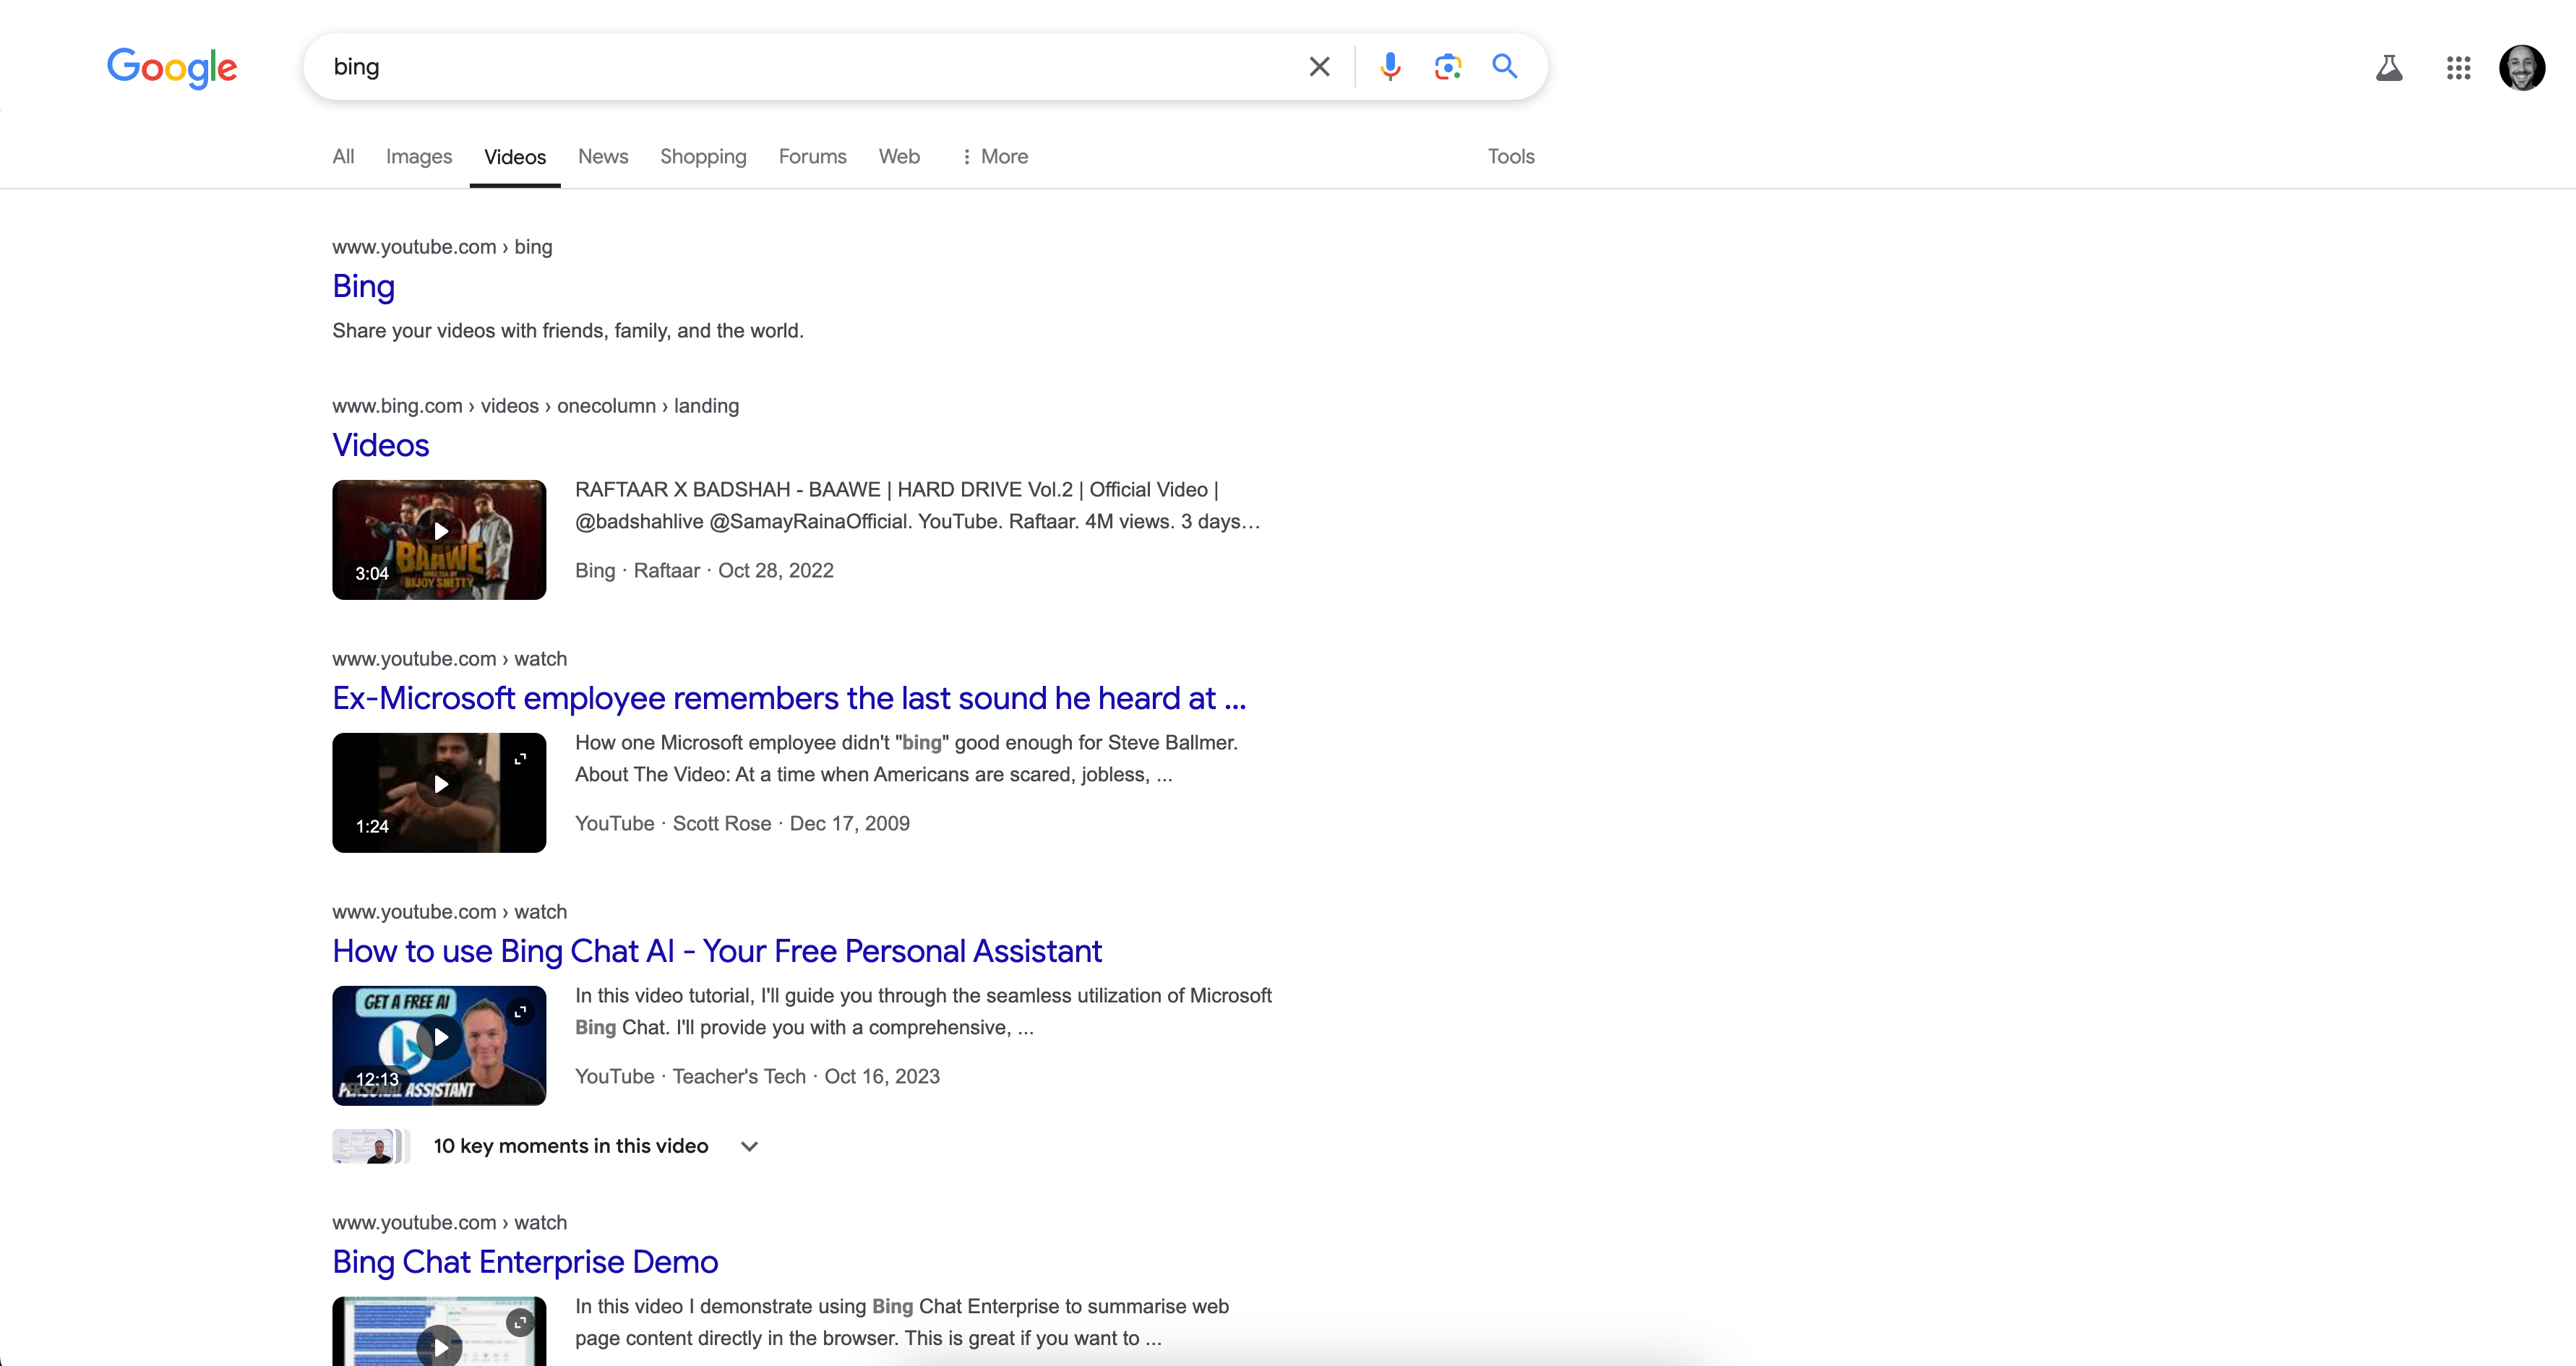 Google
bing
All Images Videos News Shopping Forums Web More Tools
www.youtube.com › bing
Bing
Share your videos with friends, family, and the world.
www.bing.com › videos › onecolumn › landing
Videos
BAAWE
DIRECTED BY
BIJOY SHETTY
3:04
RAFTAAR X BADSHAH - BAAWE | HARD DRIVE Vol.2 | Official Video |
@badshahlive @SamayRainaOfficial. YouTube. Raftaar. 4M views. 3 days…
Bing · Raftaar · Oct 28, 2022
www.youtube.com › watch
Ex-Microsoft employee remembers the last sound he heard at ...
1:24
How one Microsoft employee didn't "bing" good enough for Steve Ballmer.
About The Video: At a time when Americans are scared, jobless, ...
YouTube · Scott Rose · Dec 17, 2009
www.youtube.com › watch
How to use Bing Chat AI - Your Free Personal Assistant
GET A FREE AI
12:13
PERSONAL ASSISTANT
In this video tutorial, I'll guide you through the seamless utilization of Microsoft
Bing Chat. I'll provide you with a comprehensive, ...
YouTube · Teacher's Tech · Oct 16, 2023
10 key moments in this video
www.youtube.com › watch
Bing Chat Enterprise Demo
In this video I demonstrate using Bing Chat Enterprise to summarise web
page content directly in the browser. This is great if you want to ...